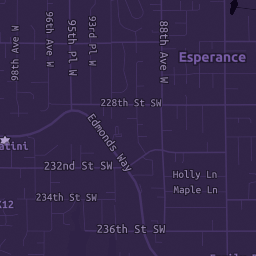 98th Ave W
96th Ave W
95th Pl W
93rd Pl W
88th Ave W
Esperance
228th St SW
Edmonds Way
232nd St SW
Holly Ln
Maple Ln
234th St SW
236th St SW